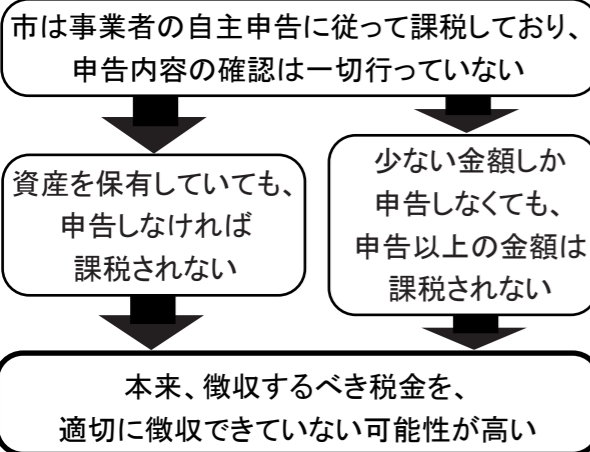 市は事業者の自主申告に従って課税しており、
申告内容の確認は一切行っていない
資産を保有していても、
申告しなければ
課税されない
少ない金額しか
申告しなくても、
申告以上の金額は
課税されない
本来、徴収するべき税金を、
適切に徴収できていない可能性が高い